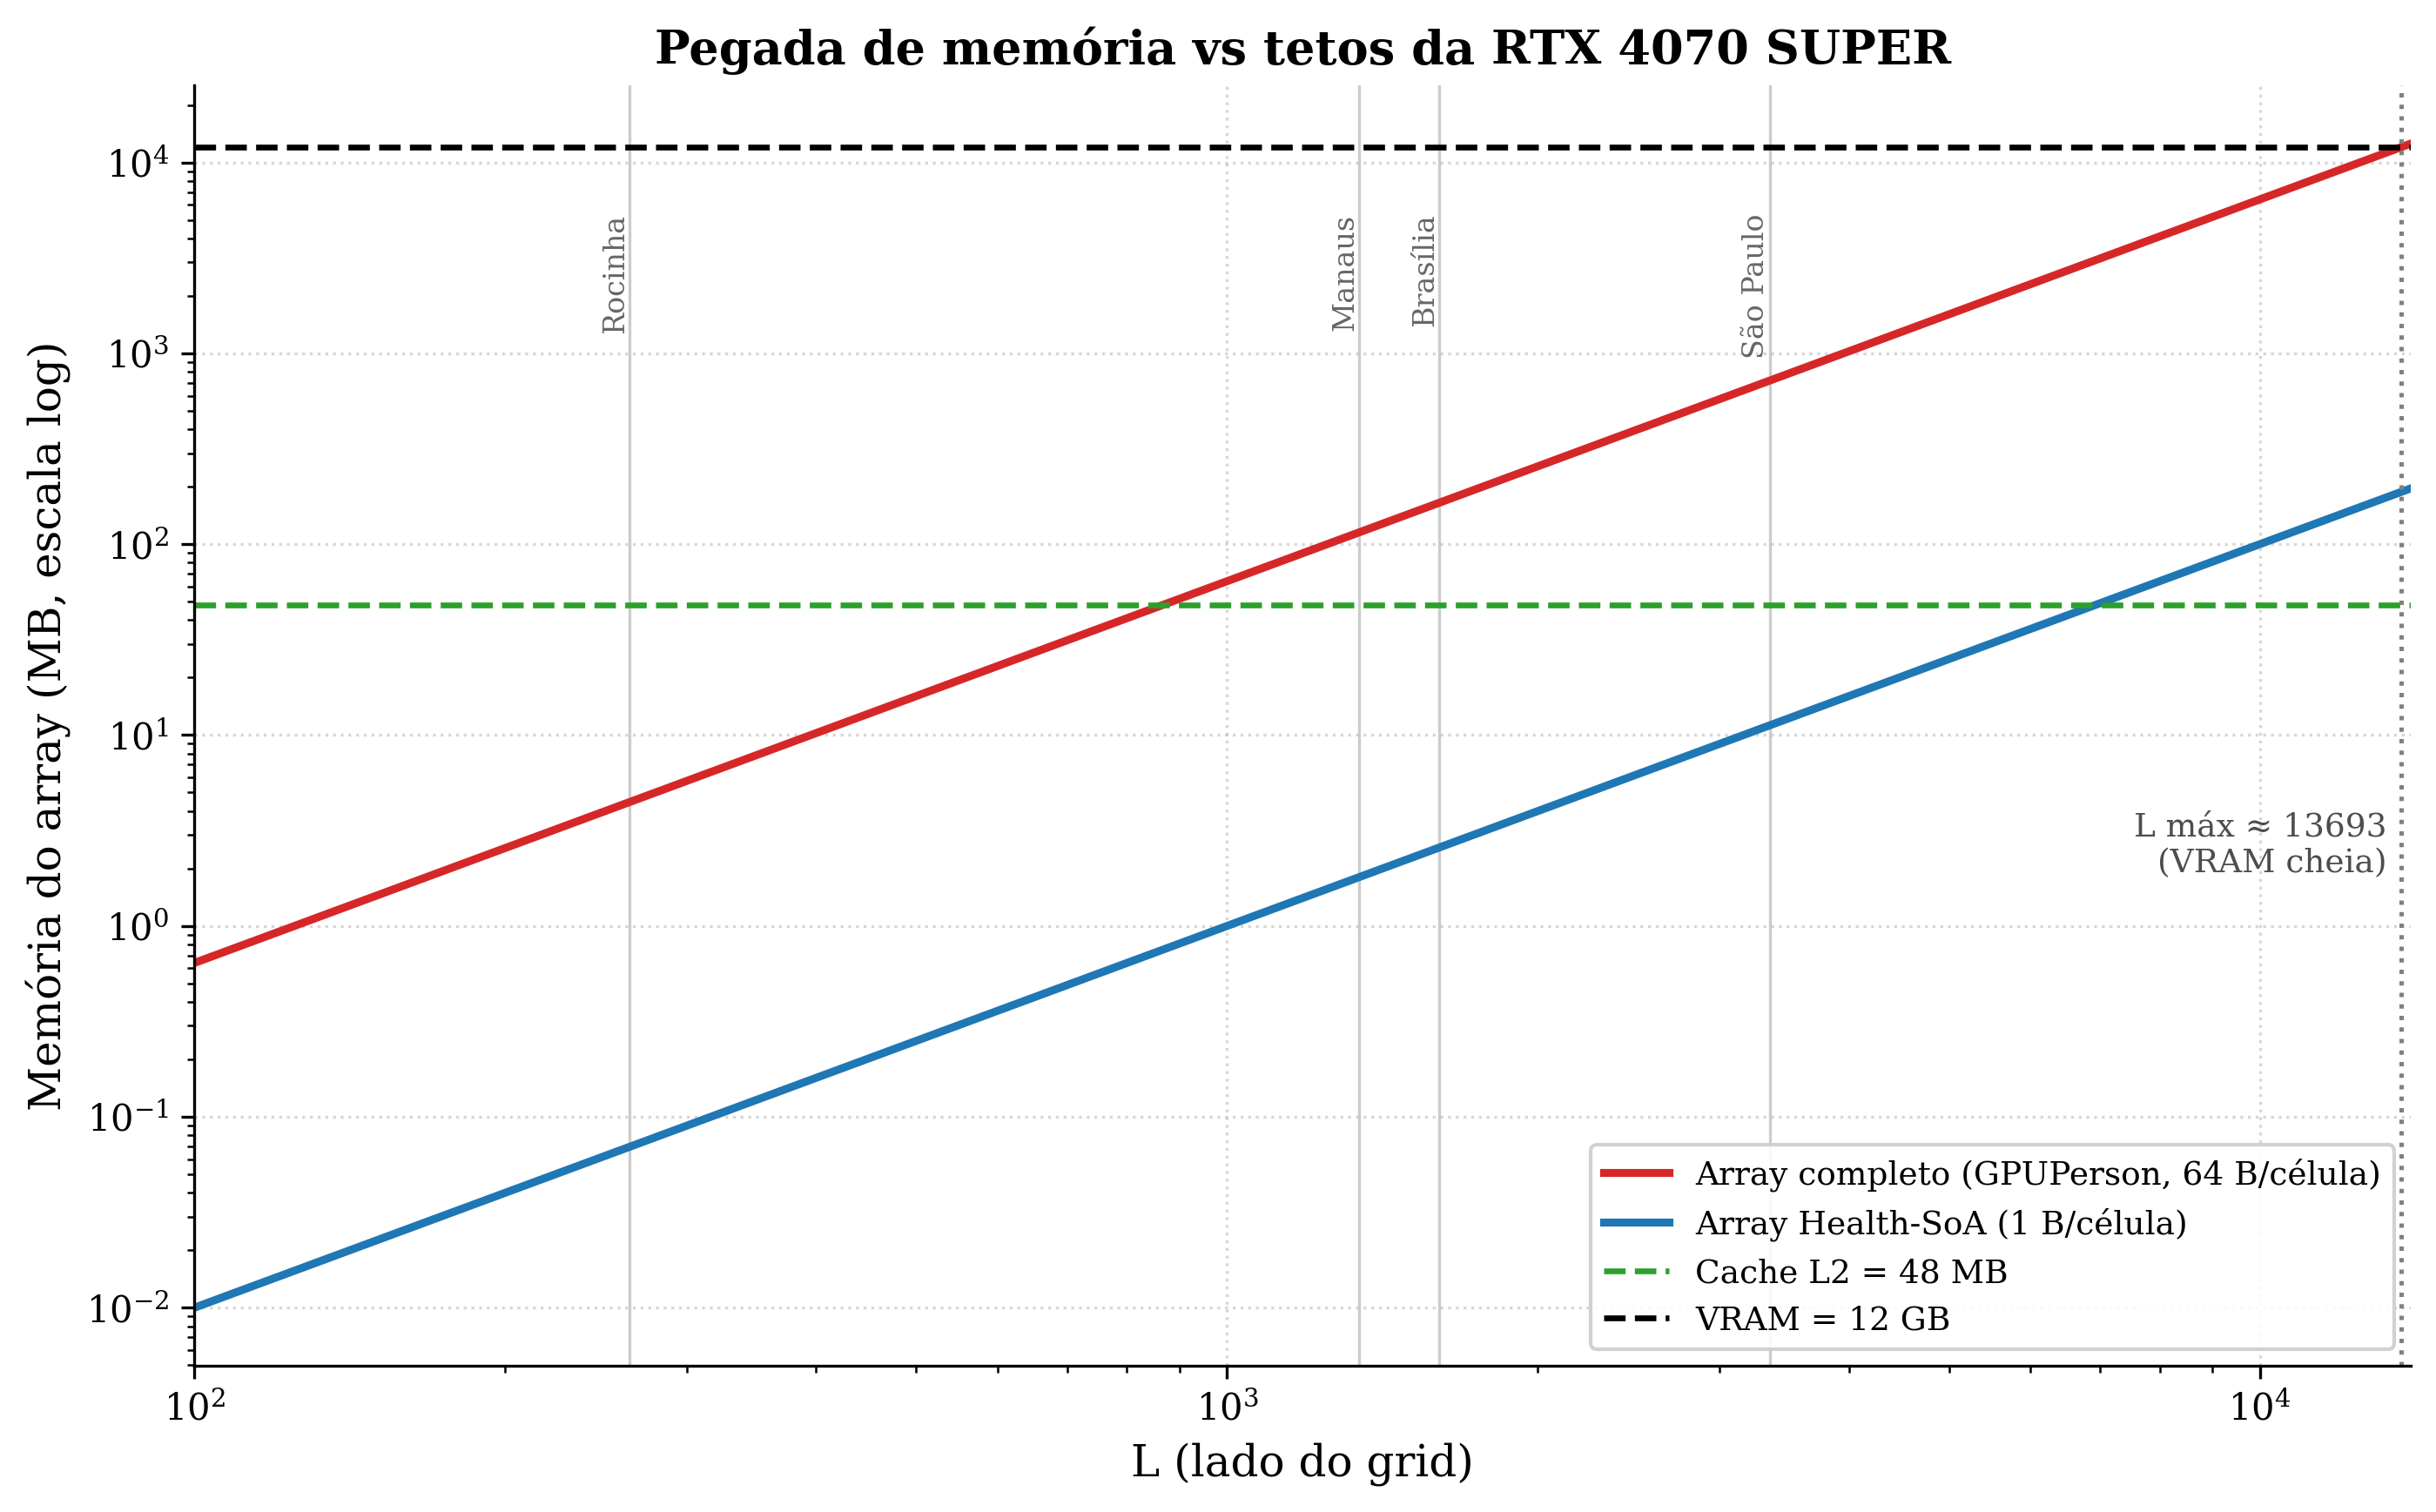 Pegada de memória vs tetos da RTX 4070 SUPER
Memória do array (MB, escala log)
10⁴
10³
10²
10¹
10⁰
10⁻¹
10⁻²
Rocinha
Manaus
Brasília
São Paulo
L máx ≈ 13693
(VRAM cheia)
Array completo (GPUPerson, 64 B/célula)
Array Health-SoA (1 B/célula)
Cache L2 = 48 MB
VRAM = 12 GB
10²
10³
10⁴
L (lado do grid)